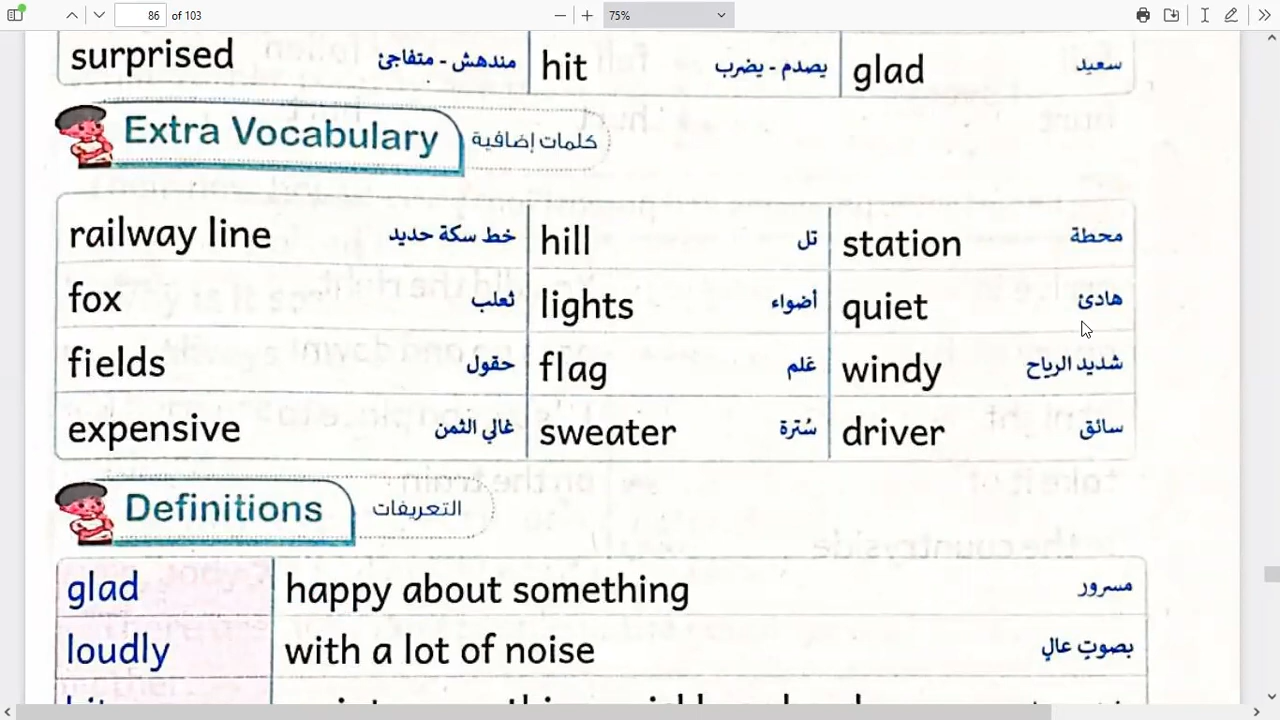 86 of 103 75%
surprised مندهش - متفاجئ hit يصدم - يضرب glad سعيد
Extra Vocabulary كلمات إضافية
railway line خط سكة حديد hill تل station محطة
fox ثعلب lights أضواء quiet هادئ
fields حقول flag عَلم windy شديد الرياح
expensive غالي الثمن sweater سُترة driver سائق
Definitions التعريفات
glad happy about something مسرور
loudly with a lot of noise بصوتٍ عالٍ